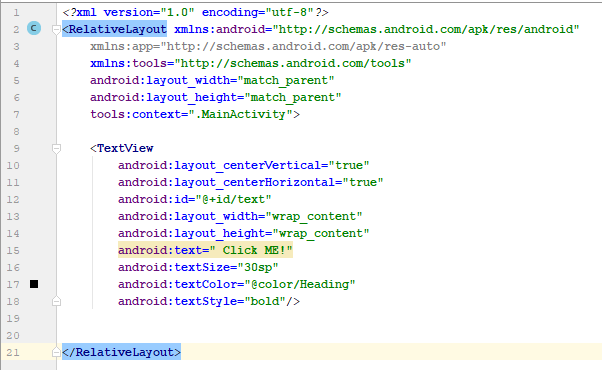 1 <?xml version="1.0" encoding="utf-8"?>
2 C <RelativeLayout xmlns:android="http://schemas.android.com/apk/res/android"
3     xmlns:app="http://schemas.android.com/apk/res-auto"
4     xmlns:tools="http://schemas.android.com/tools"
5     android:layout_width="match_parent"
6     android:layout_height="match_parent"
7     tools:context=".MainActivity">
8
9     <TextView
10         android:layout_centerVertical="true"
11         android:layout_centerHorizontal="true"
12         android:id="@+id/text"
13         android:layout_width="wrap_content"
14         android:layout_height="wrap_content"
15         android:text=" Click ME!"
16         android:textSize="30sp"
17         android:textColor="@color/Heading"
18         android:textStyle="bold"/>
19
20
21 </RelativeLayout>